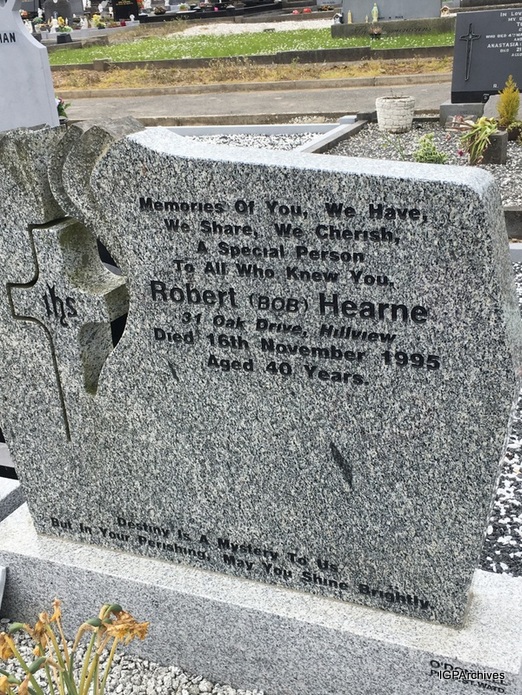 Memories Of You, We Have,
We Share, We Cherish,
A Special Person
To All Who Knew You.
Robert (BOB) Hearne
31 Oak Drive, Hillview
Died 16th November 1995
Aged 40 Years.
IHS
Destiny Is A Mystery To Us
But In Your Perishing, May You Shine Brightly.
IGPArchives
ANASTASIA